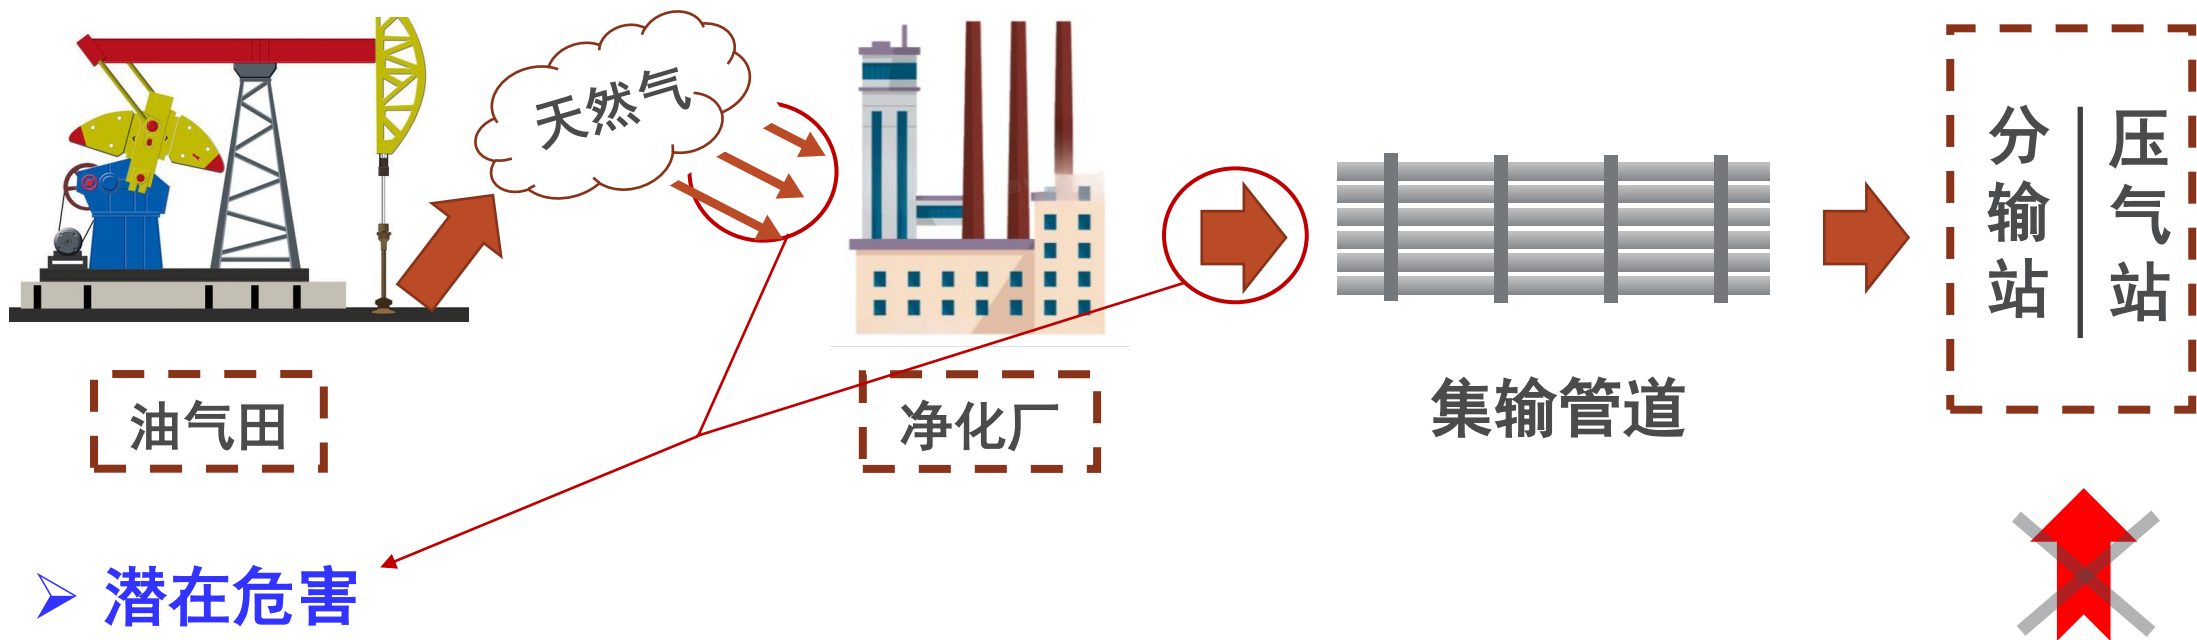 天然气
分输站
压气站
油气田
净化厂
集输管道
潜在危害